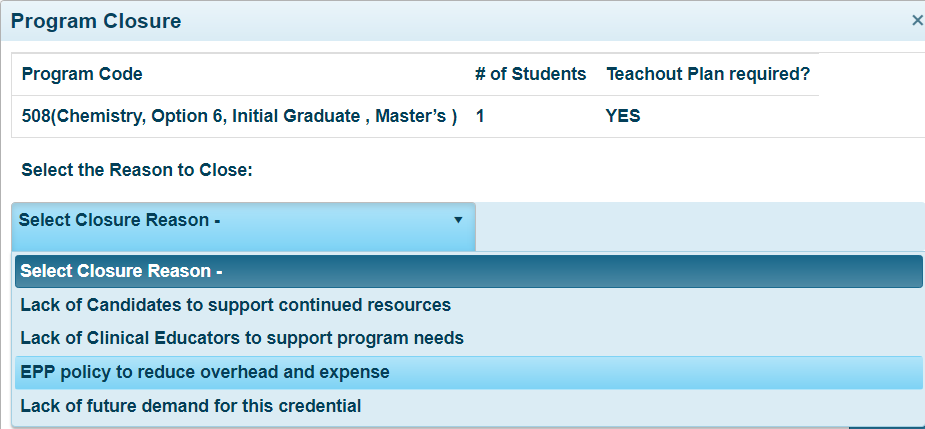 Program Closure ×
Program Code # of Students Teachout Plan required?
508(Chemistry, Option 6, Initial Graduate , Master’s ) 1 YES
Select the Reason to Close:
Select Closure Reason -
Select Closure Reason -
Lack of Candidates to support continued resources
Lack of Clinical Educators to support program needs
EPP policy to reduce overhead and expense
Lack of future demand for this credential